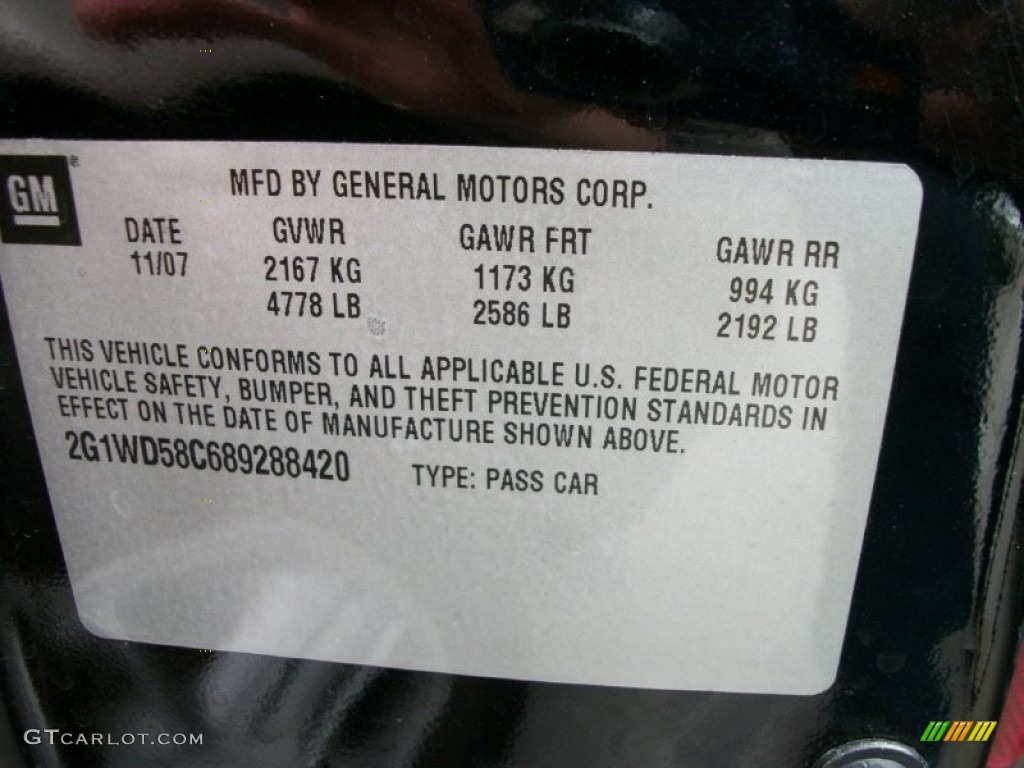 GM
MFD BY GENERAL MOTORS CORP.
DATE GVWR GAWR FRT GAWR RR
11/07 2167 KG 1173 KG 994 KG
4778 LB 2586 LB 2192 LB
THIS VEHICLE CONFORMS TO ALL APPLICABLE U.S. FEDERAL MOTOR
VEHICLE SAFETY, BUMPER, AND THEFT PREVENTION STANDARDS IN
EFFECT ON THE DATE OF MANUFACTURE SHOWN ABOVE.
2G1WD58C689288420 TYPE: PASS CAR
GTCARLOT.COM